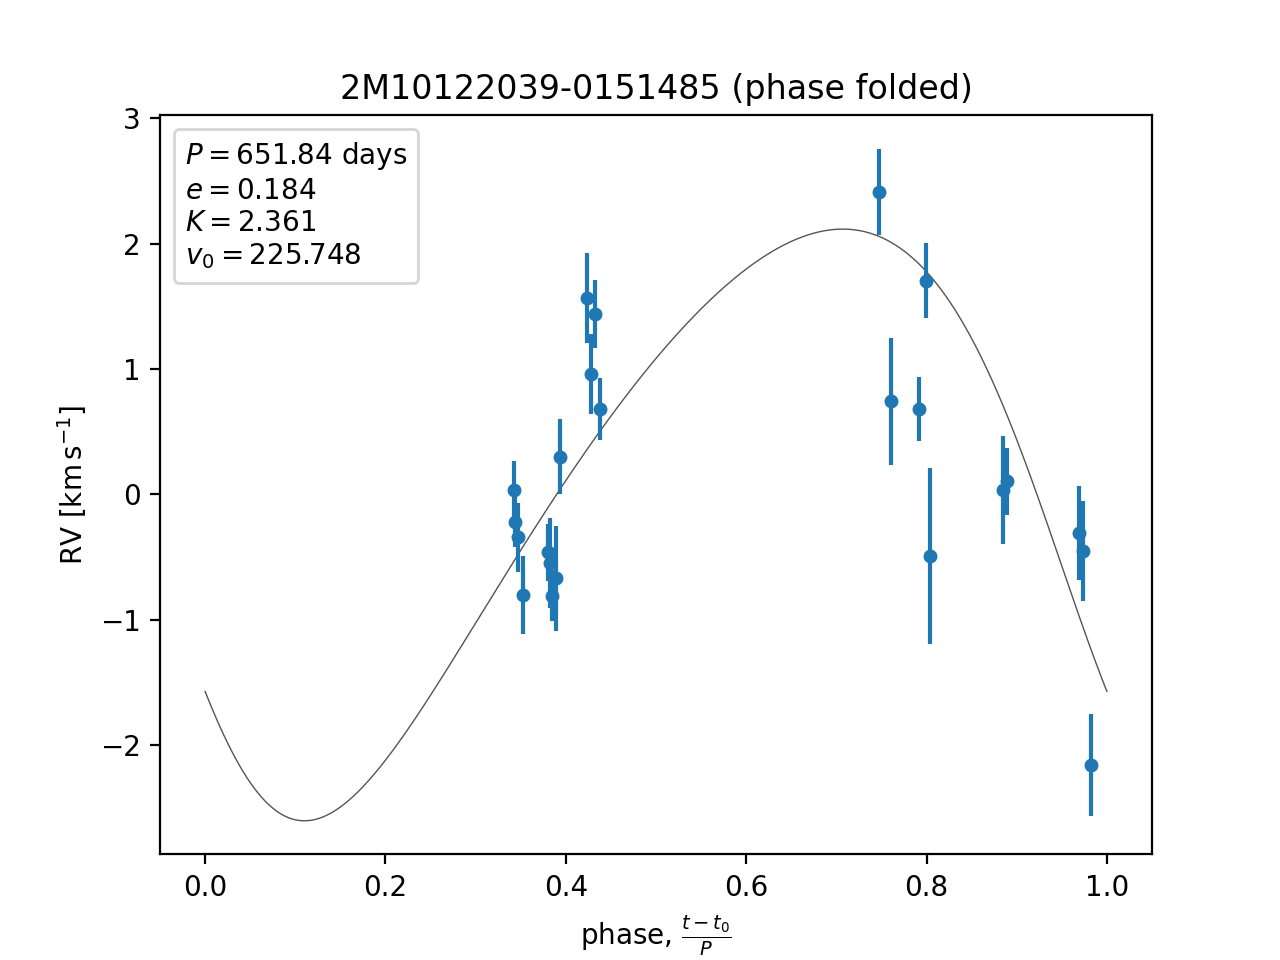 2M10122039-0151485 (phase folded)
P = 651.84 days
e = 0.184
K = 2.361
v₀ = 225.748
RV [km s⁻¹]
3
2
1
0
−1
−2
0.0 0.2 0.4 0.6 0.8 1.0
phase, (t − t₀)/P